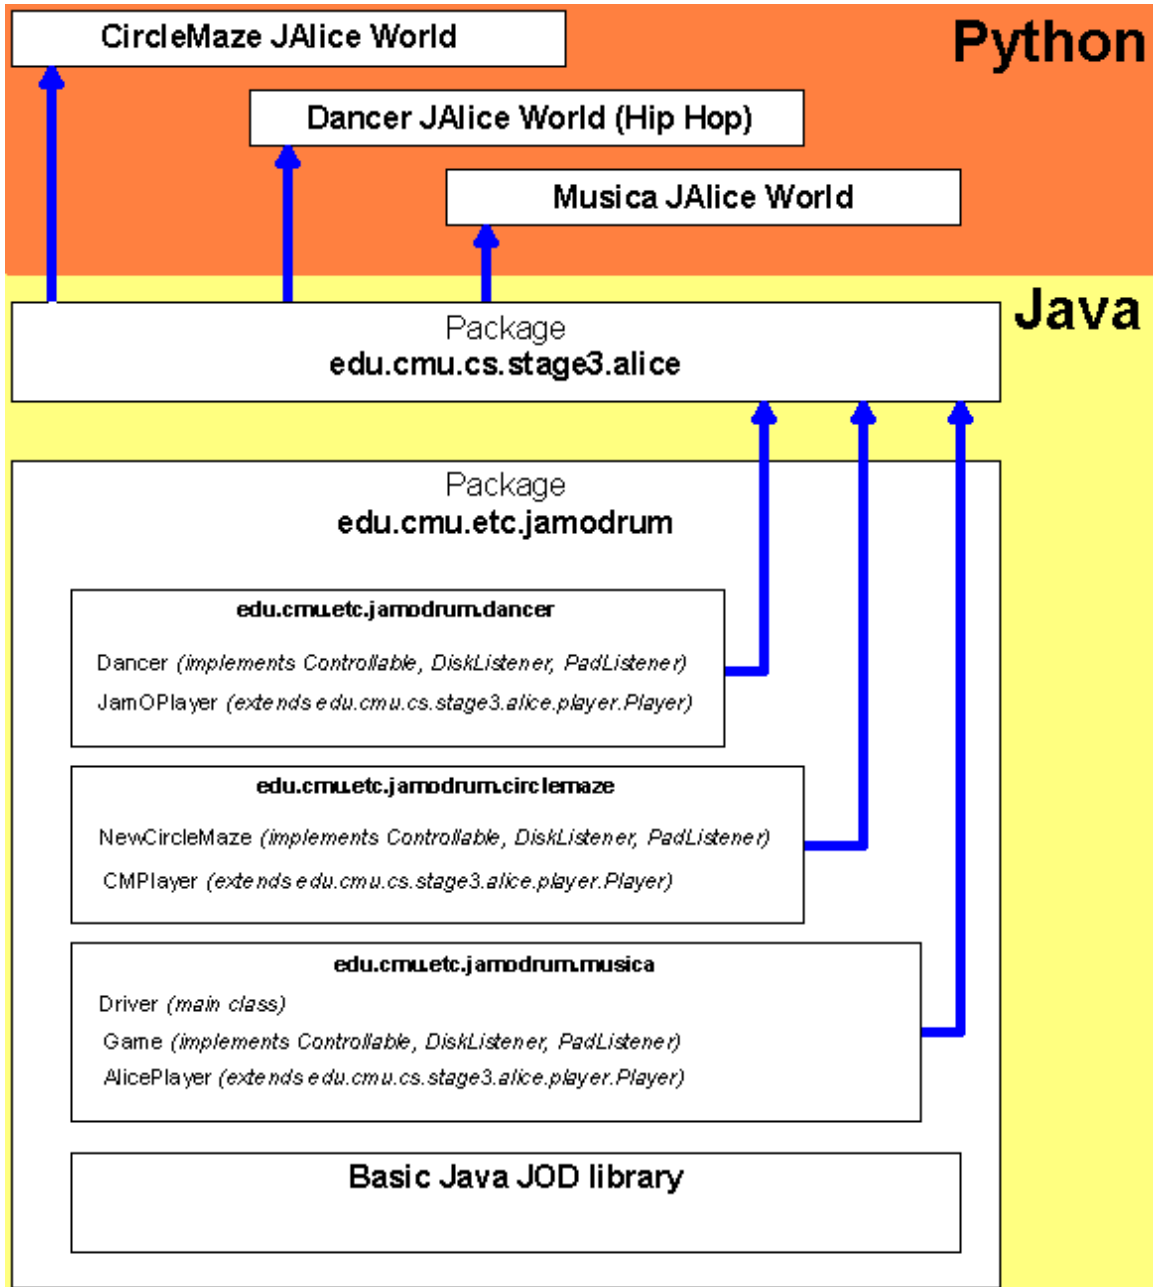 CircleMaze JAlice World
Python
Dancer JAlice World (Hip Hop)
Musica JAlice World
Java
Package
edu.cmu.cs.stage3.alice
Package
edu.cmu.etc.jamodrum
edu.cmu.etc.jamodrum.dancer
Dancer (implements Controllable, DiskListener, PadListener)
JamOPlayer (extends edu.cmu.cs.stage3.alice.player.Player)
edu.cmu.etc.jamodrum.circlemaze
NewCircleMaze (implements Controllable, DiskListener, PadListener)
CMPlayer (extends edu.cmu.cs.stage3.alice.player.Player)
edu.cmu.etc.jamodrum.musica
Driver (main class)
Game (implements Controllable, DiskListener, PadListener)
AlicePlayer (extends edu.cmu.cs.stage3.alice.player.Player)
Basic Java JOD library